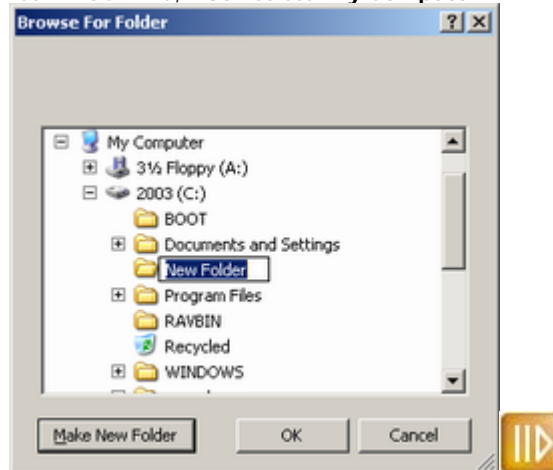 Browse For Folder
My Computer
3½ Floppy (A:)
2003 (C:)
BOOT
Documents and Settings
New Folder
Program Files
RAVBIN
Recycled
WINDOWS
Make New Folder OK Cancel